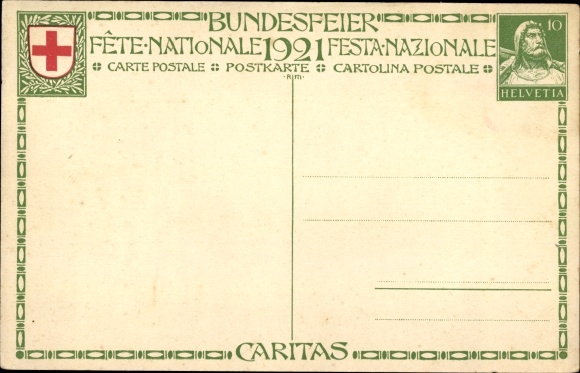 BUNDESFEIER
FÊTE·NATIONALE 1921 FESTA·NAZIONALE
CARTE POSTALE POSTKARTE CARTOLINA POSTALE
·R·M·
10
HELVETIA
CARITAS